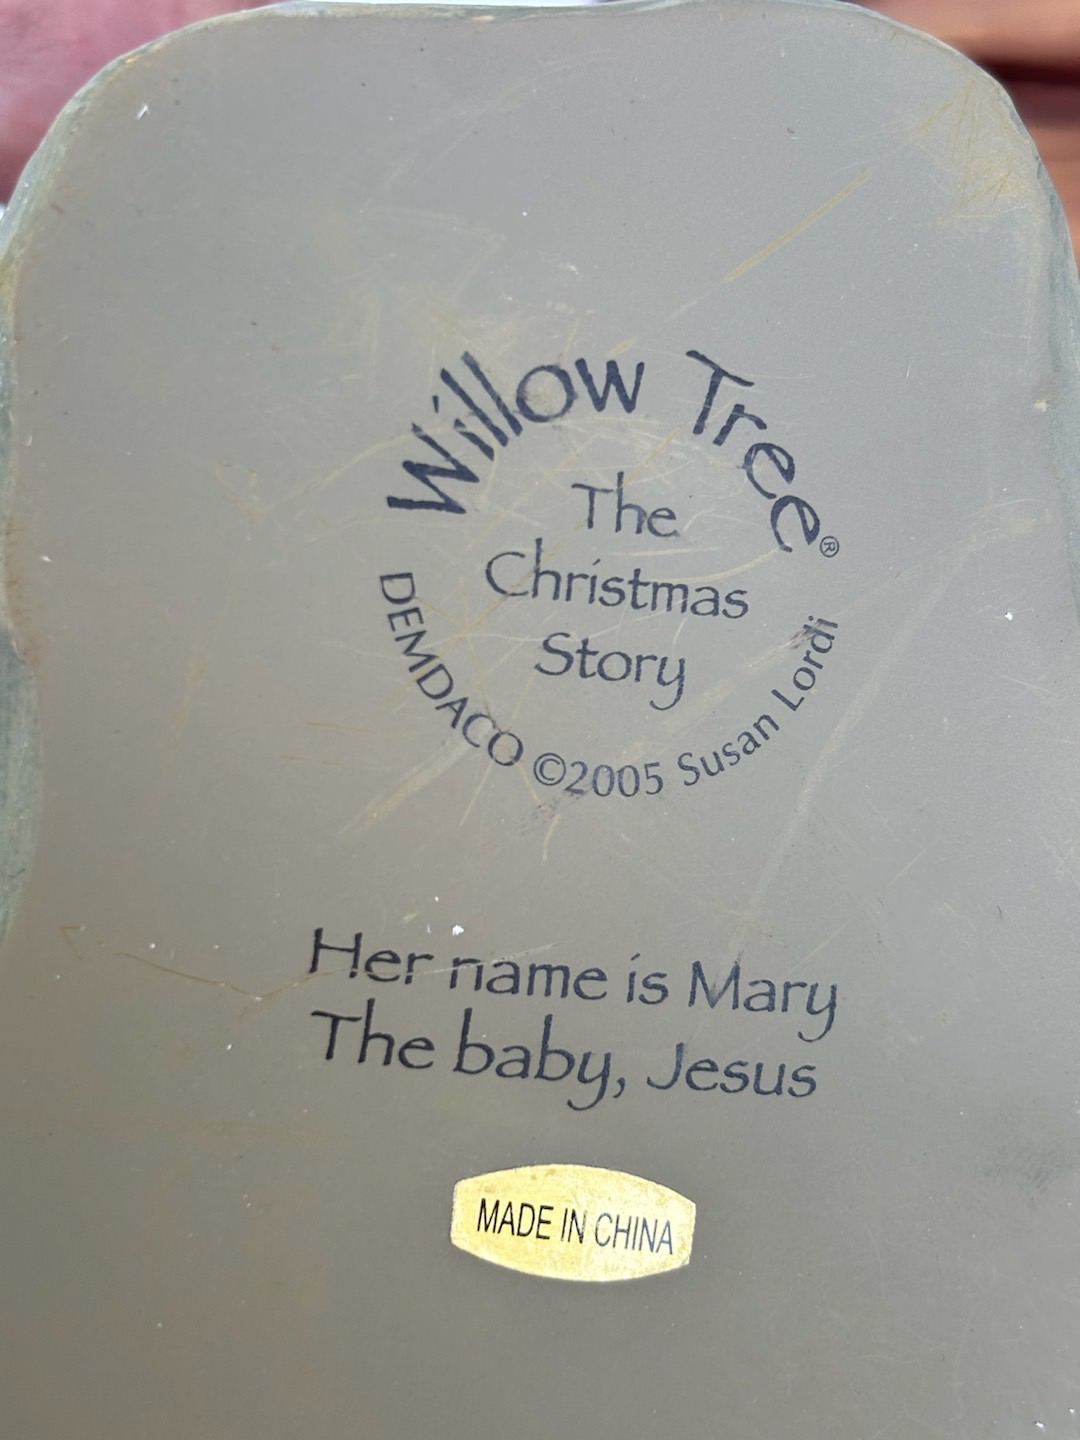 Willow Tree®
The
Christmas
Story
DEMDACO ©2005 Susan Lordi
Her name is Mary
The baby, Jesus
MADE IN CHINA